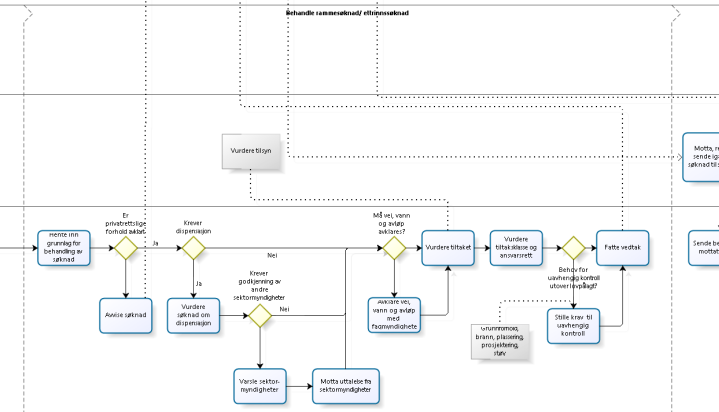 Behandle rammesøknad/ ettrinnssøknad
Vurdere tilsyn
Motta, re
sende iga
søknad til s
Er
privatrettslige
forhold avklart
Krever
dispensasjon
Må vei, vann
og avløp
avklares?
Hente inn
grunnlag for
behandling av
søknad
Ja
Nei
Vurdere tiltaket
Vurdere
tiltaksklasse og
ansvarsrett
Fatte vedtak
Sende be
mottatt
Behov for
uavhengig kontroll
utover lovpålagt?
Ja
Krever
godkjenning av
andre
sektormyndigheter
Nei
Avvise søknad
Vurdere
søknad om
dispensasjon
Avklare vei,
vann og avløp
med
fagmyndighete
Stille krav til
uavhengig
kontroll
Grunnforhold,
brann, plassering,
prosjektering,
støy
Varsle sektor-
myndigheter
Motta uttalelse fra
sektormyndigheter